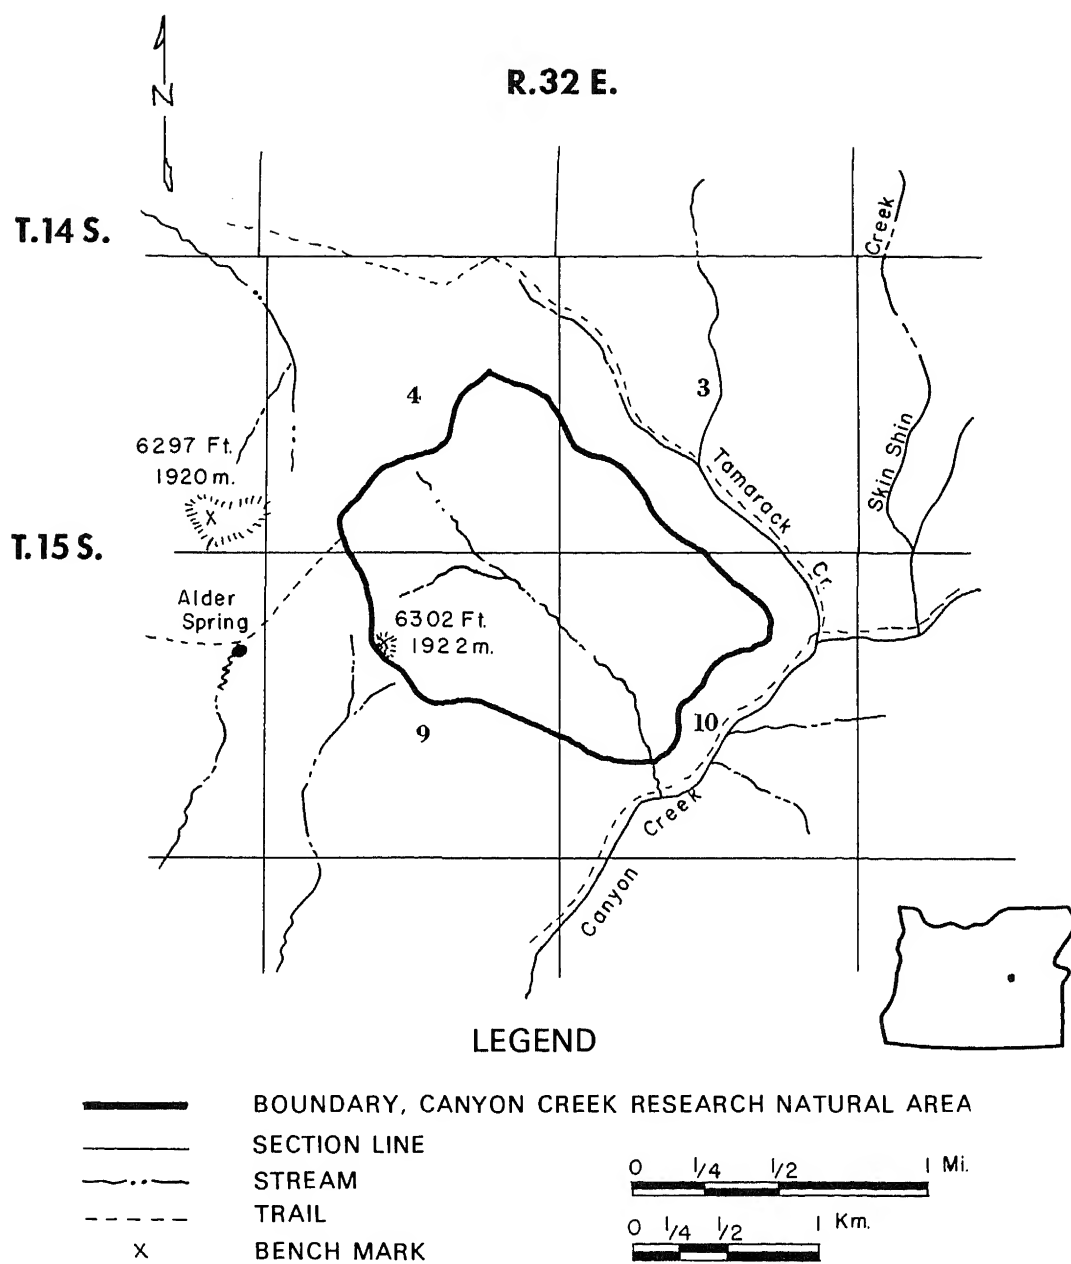 N
R.32 E.
T.14 S.
Creek
4
3
6297 Ft.
1920 m.
Tamarack
Skin Shin
T.15 S.
Cr.
Alder
Spring
6302 Ft.
1922 m.
9
10
Creek
Canyon
LEGEND
BOUNDARY, CANYON CREEK RESEARCH NATURAL AREA
SECTION LINE
STREAM
TRAIL
X BENCH MARK
0 1/4 1/2 1 Mi.
0 1/4 1/2 1 Km.